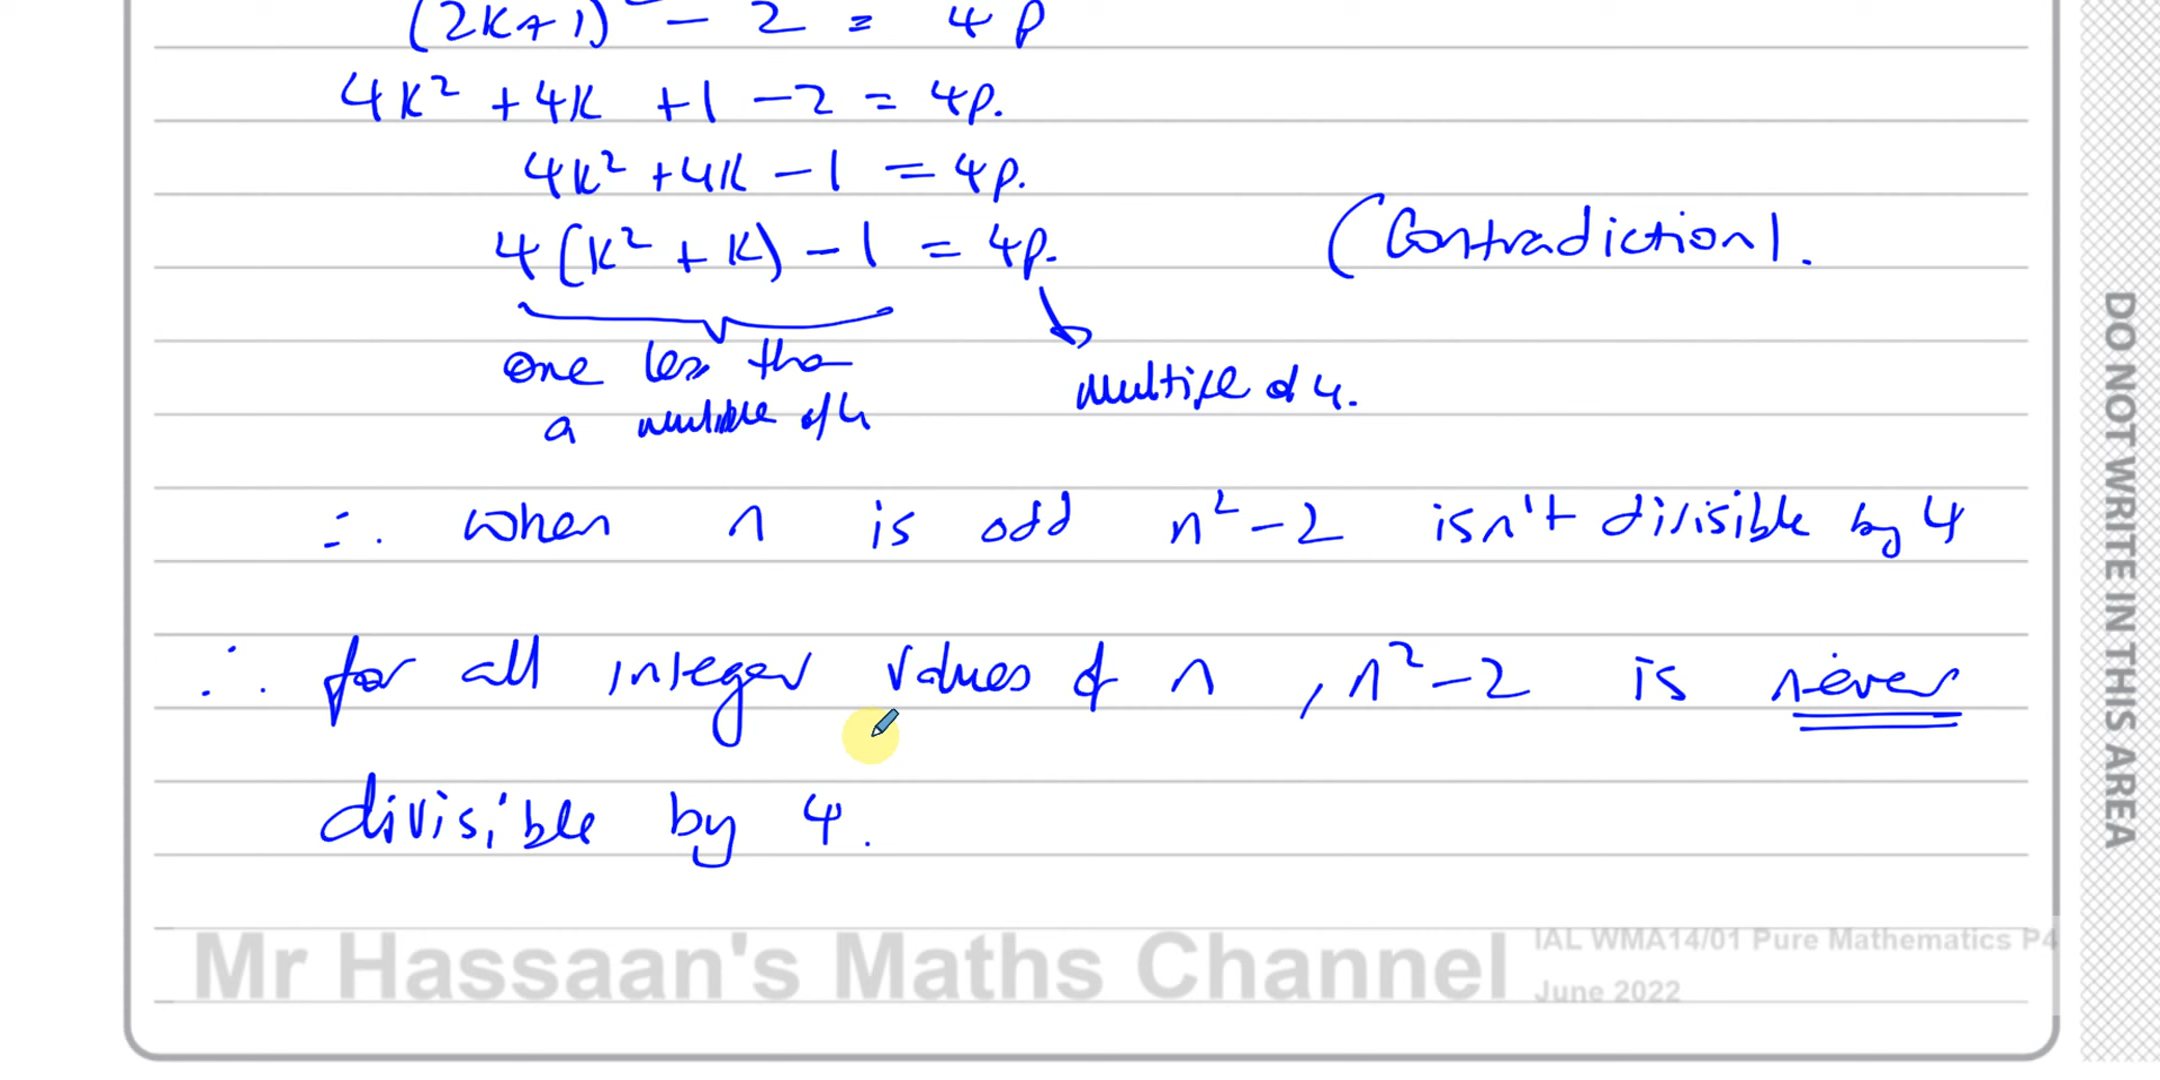 (2k+1)² - 2 = 4p
4k² + 4k + 1 - 2 = 4p.
4k² + 4k - 1 = 4p.
4(k² + k) - 1 = 4p. (Contradiction).
one less than
a multiple of 4
multiple of 4.
∴ when n is odd n² - 2 isn't divisible by 4
∴ for all integer values of n, n² - 2 is never
divisible by 4.
Mr Hassaan's Maths Channel
IAL WMA14/01 Pure Mathematics P4
June 2022
DO NOT WRITE IN THIS AREA